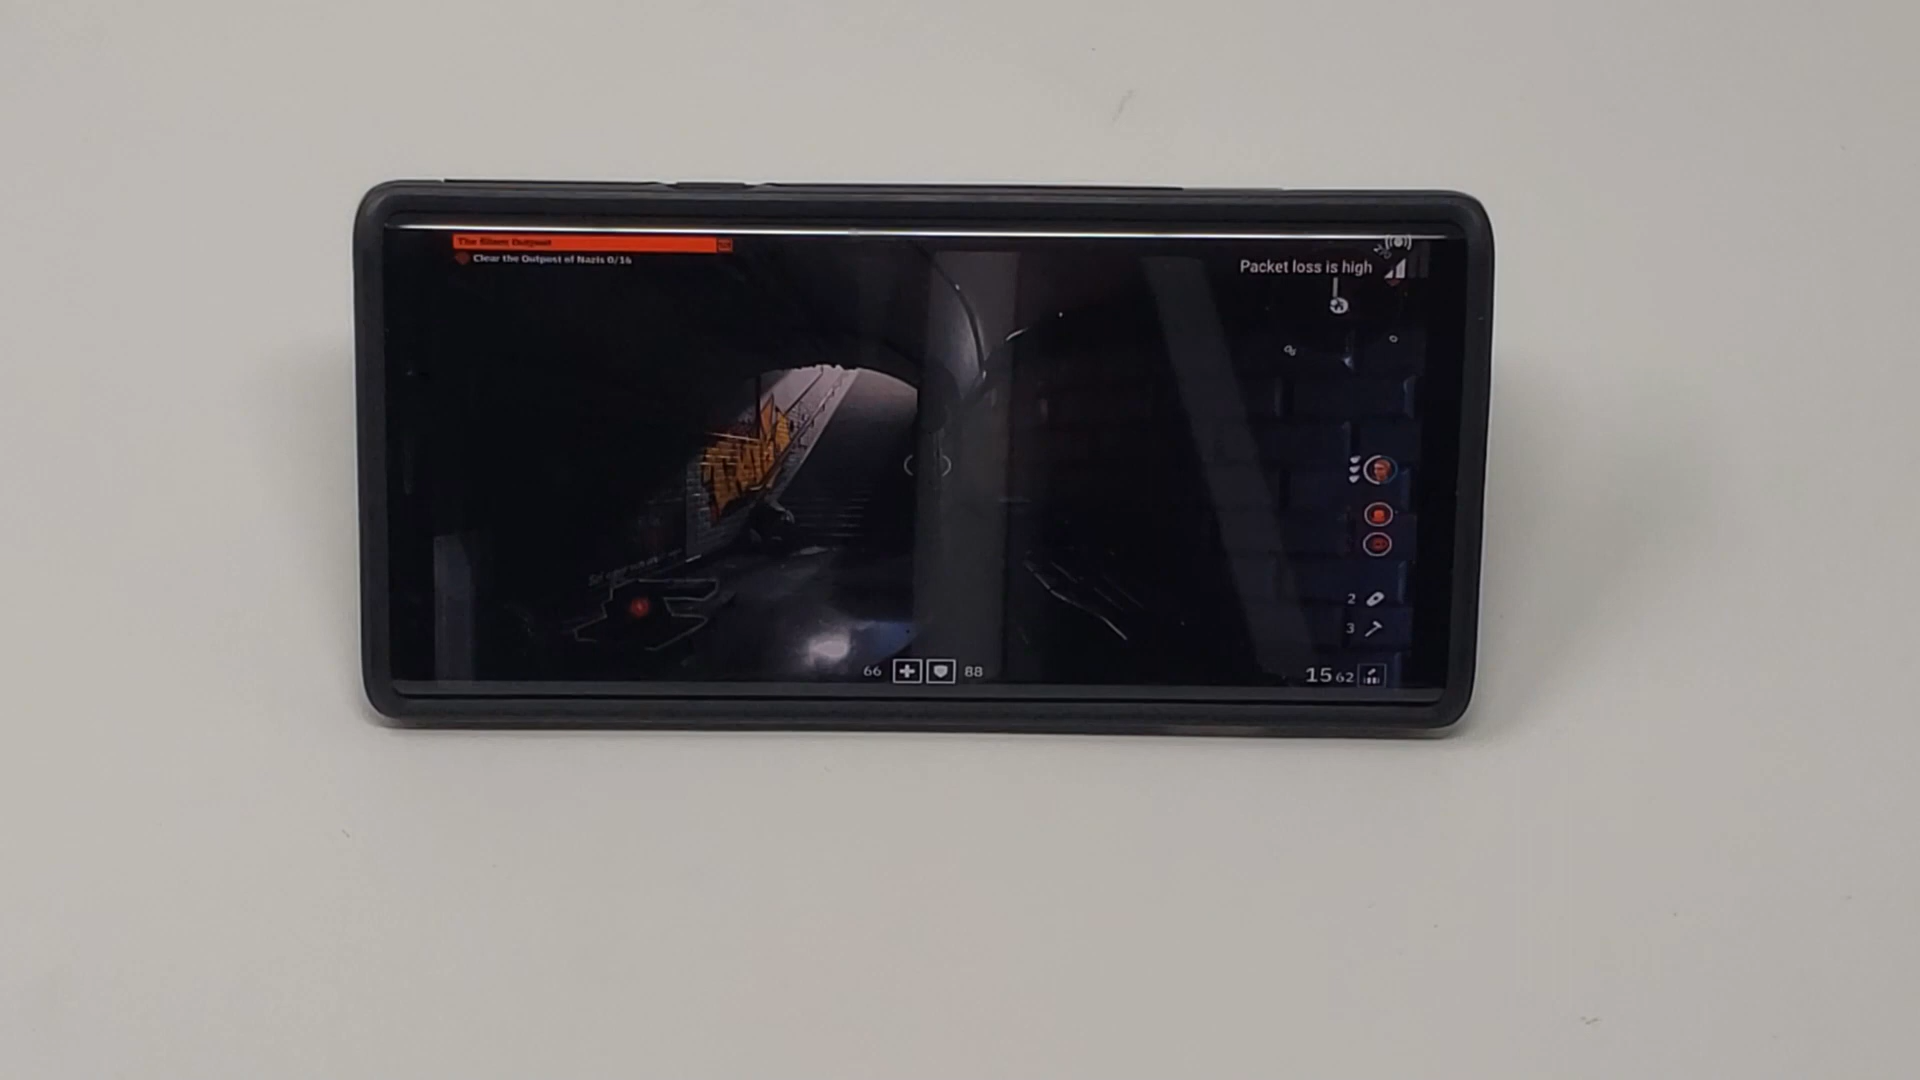 The Silent Outpost
Clear the Outpost of Nazis 0/16
Packet loss is high
2
3
66
88
15 62